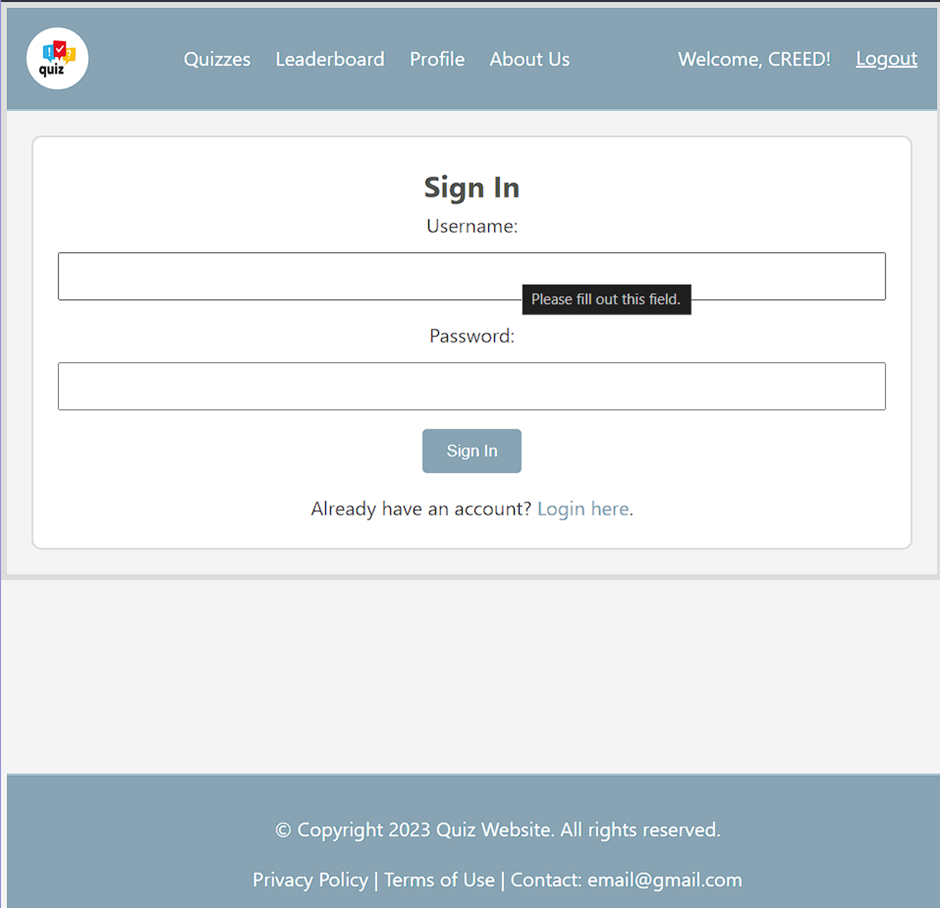 ! ?
quiz
Quizzes Leaderboard Profile About Us Welcome, CREED! Logout
Sign In
Username:
Please fill out this field.
Password:
Sign In
Already have an account? Login here.
© Copyright 2023 Quiz Website. All rights reserved.
Privacy Policy | Terms of Use | Contact: email@gmail.com